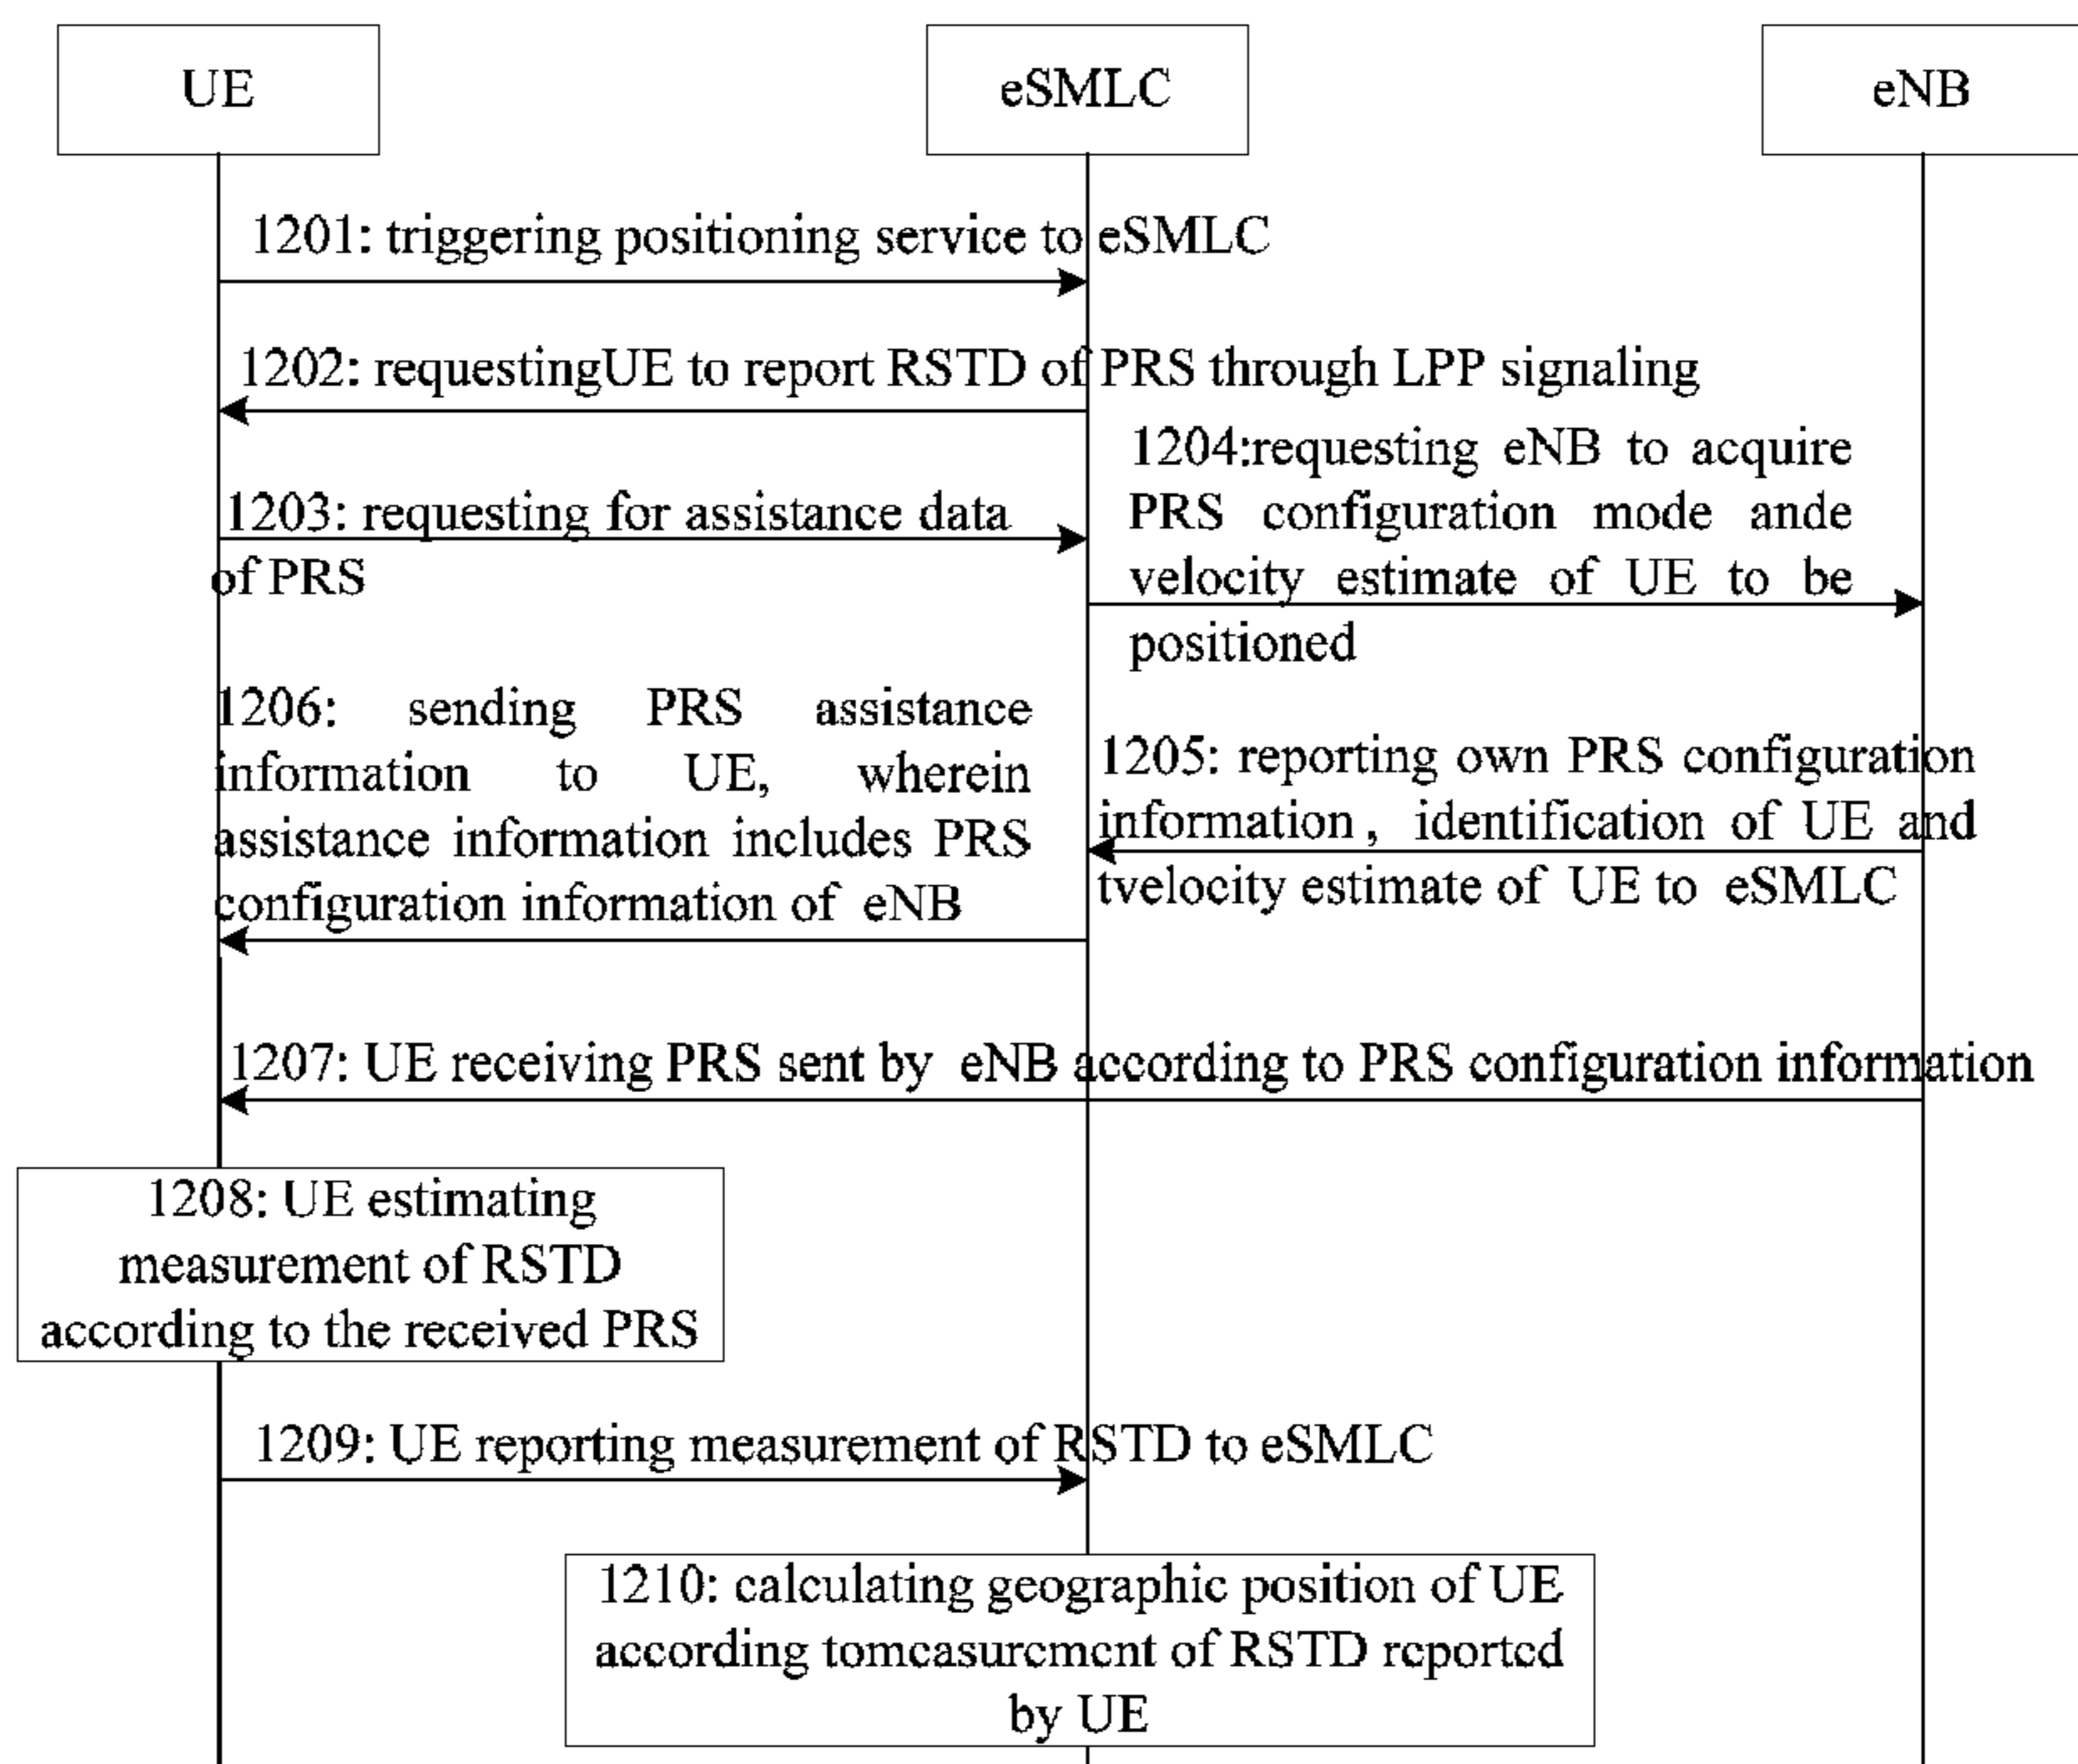 UE
eSMLC
eNB
1201: triggering positioning service to eSMLC
1202: requestingUE to report RSTD of PRS through LPP signaling
1203: requesting for assistance data
of PRS
1204:requesting eNB to acquire
PRS configuration mode ande
velocity estimate of UE to be
positioned
1206: sending PRS assistance
information to UE, wherein
assistance information includes PRS
configuration information of eNB
1205: reporting own PRS configuration
information, identification of UE and
tvelocity estimate of UE to eSMLC
1207: UE receiving PRS sent by eNB according to PRS configuration information
1208: UE estimating
measurement of RSTD
according to the received PRS
1209: UE reporting measurement of RSTD to eSMLC
1210: calculating geographic position of UE
according tomeasurement of RSTD reported
by UE